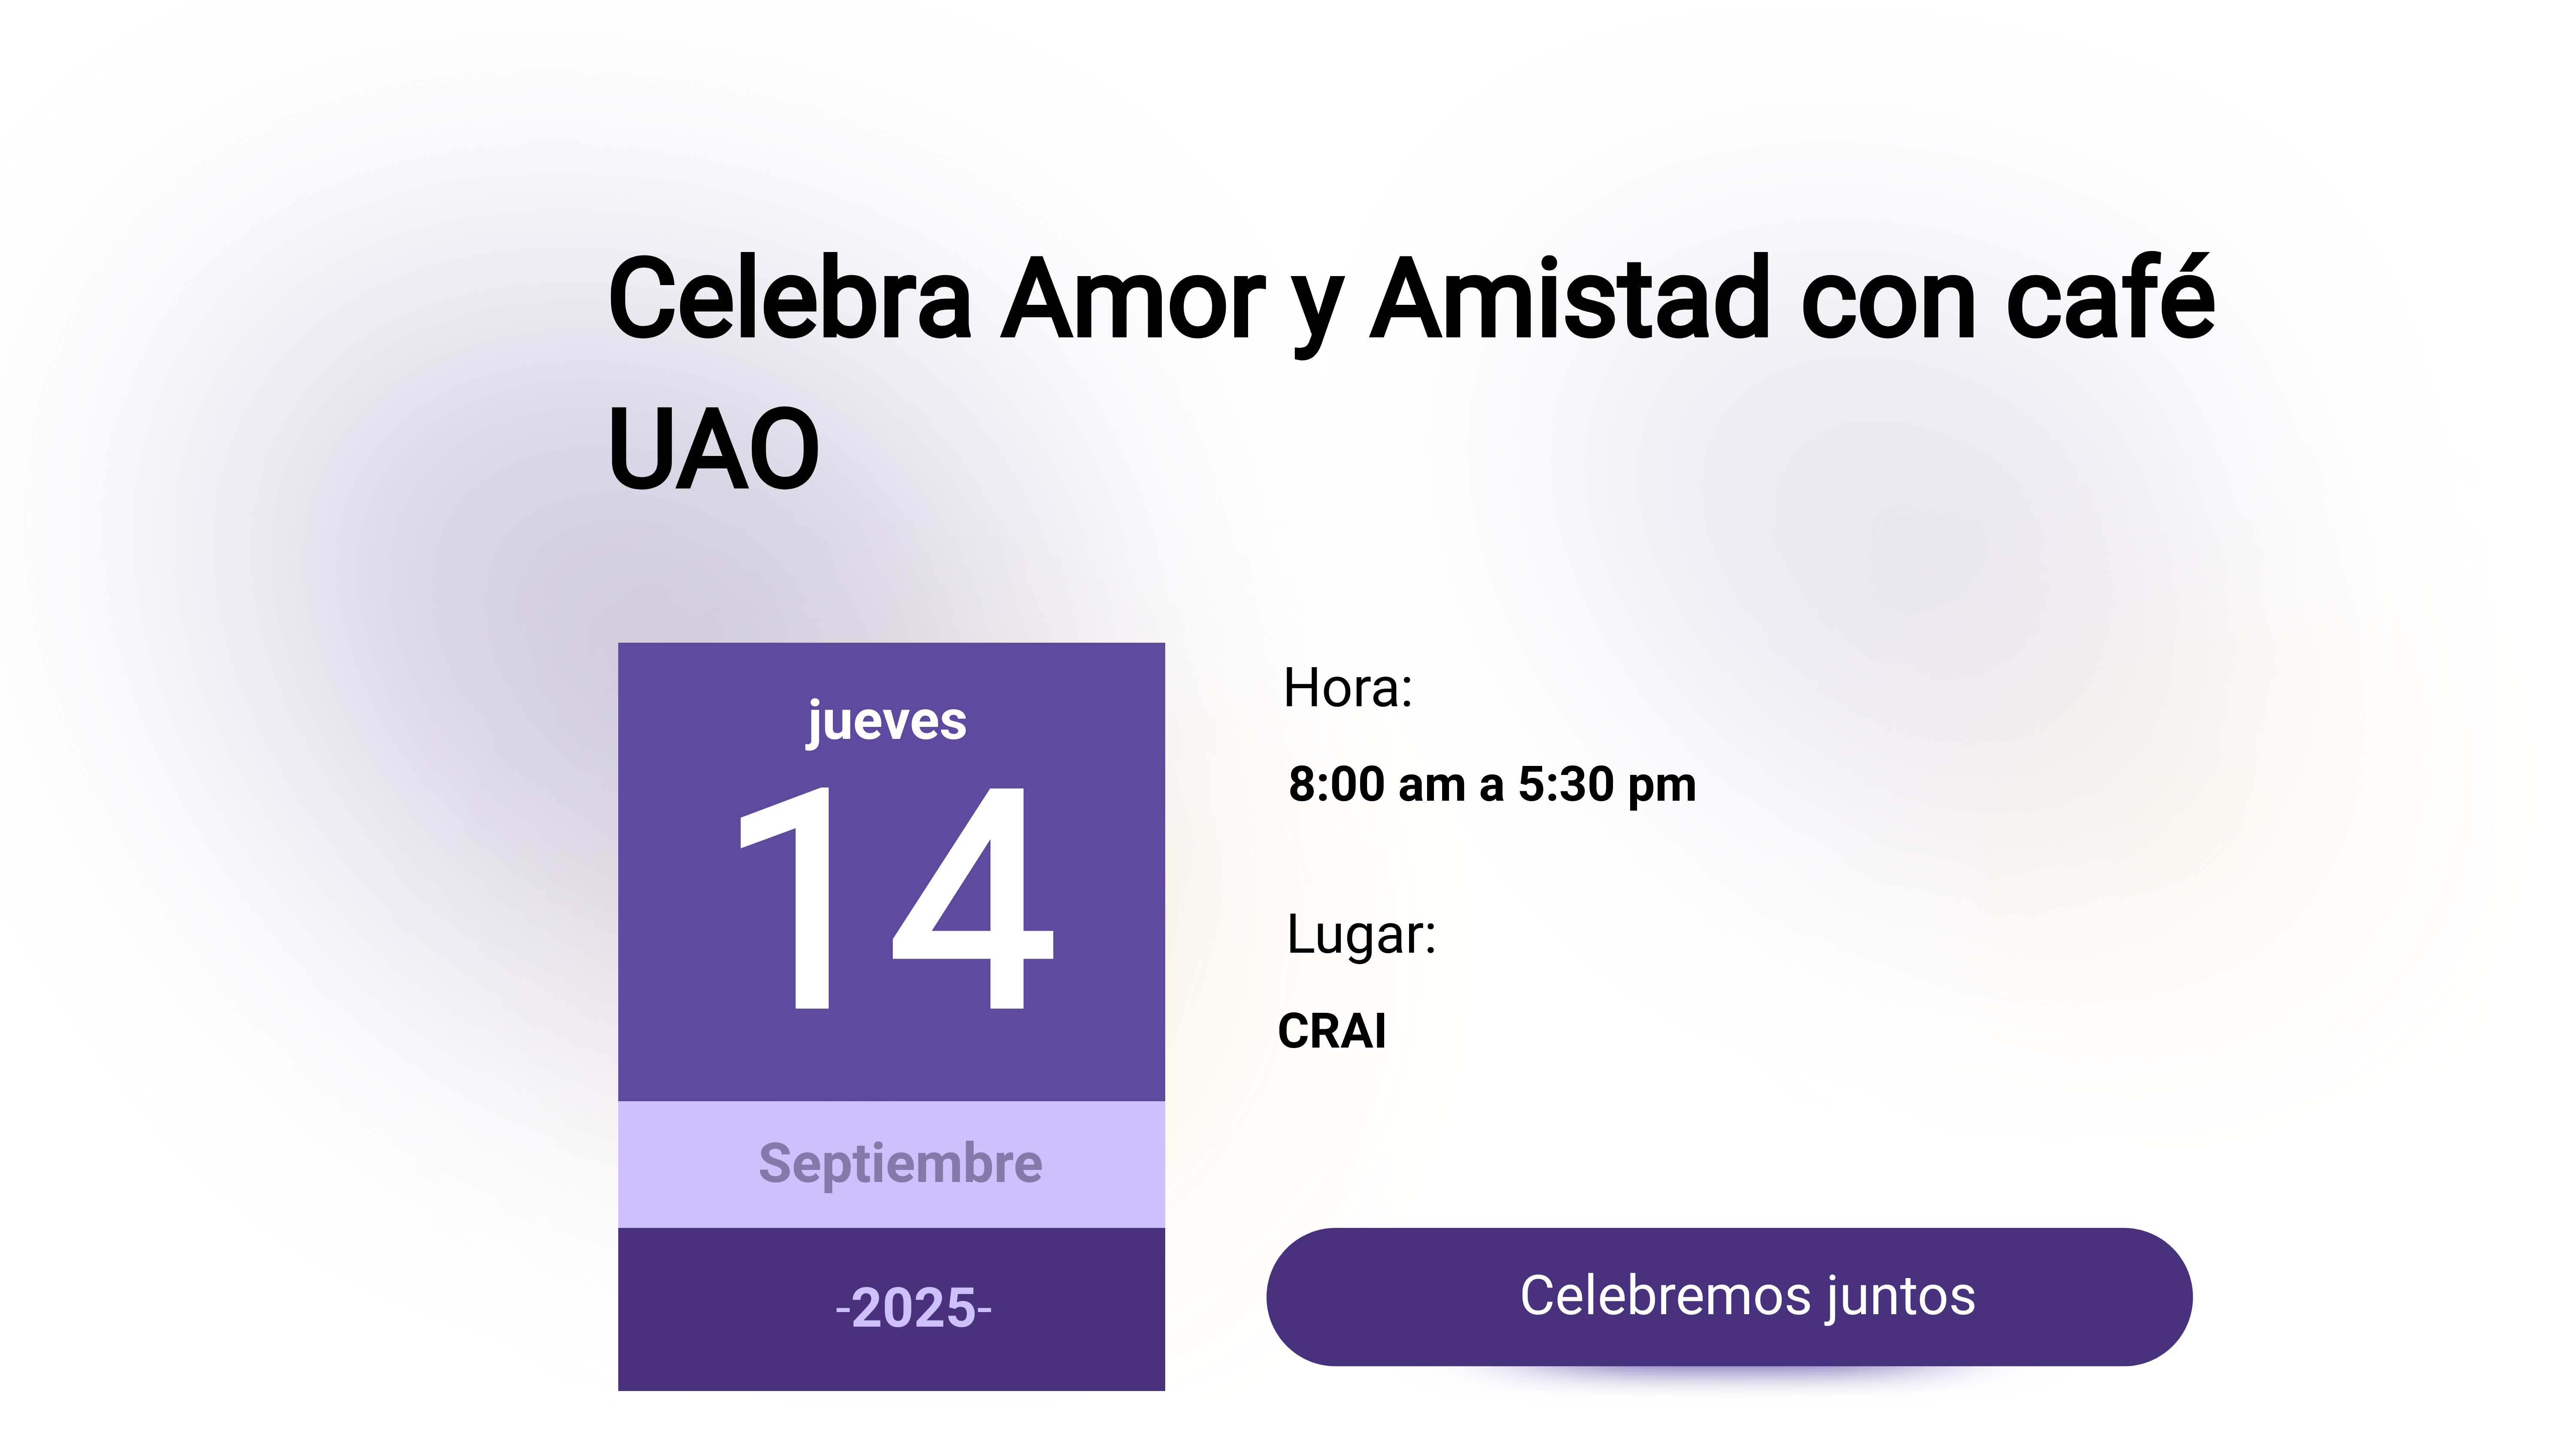 Celebra Amor y Amistad con café
UAO
jueves
14
Septiembre
-2025-
Hora:
8:00 am a 5:30 pm
Lugar:
CRAI
Celebremos juntos